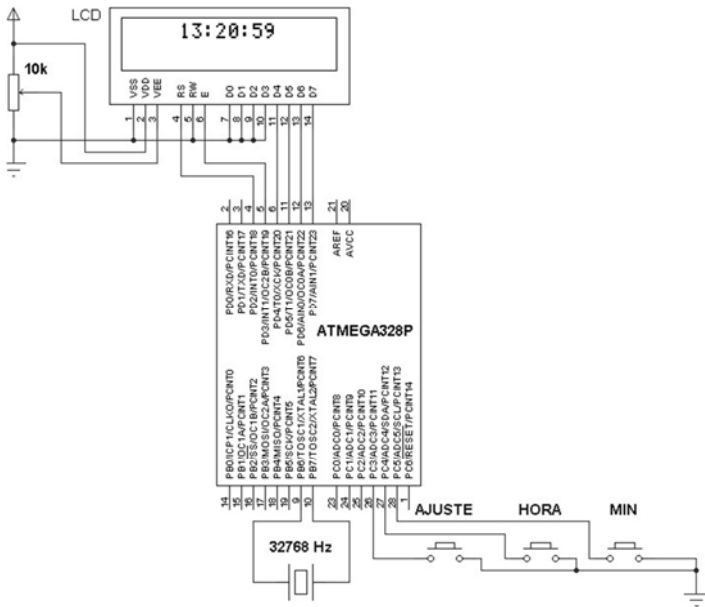 LCD
13:20:59
10k
VSS
VDD
VEE
RS
RW
E
D0
D1
D2
D3
D4
D5
D6
D7
1
2
3
4
5
6
7
8
9
10
11
12
13
14
2
3
4
5
6
11
12
13
21
20
PD0/RXD/PCINT16
PD1/TXD/PCINT17
PD2/INT0/PCINT18
PD3/INT1/OC2B/PCINT19
PD4/T0/XCK/PCINT20
PD5/T1/OC0B/PCINT21
PD6/AIN0/OC0A/PCINT22
PD7/AIN1/PCINT23
AREF
AVCC
ATMEGA328P
PB0/ICP1/CLKO/PCINT0
PB1/OC1A/PCINT1
PB2/SS/OC1B/PCINT2
PB3/MOSI/OC2A/PCINT3
PB4/MISO/PCINT4
PB5/SCK/PCINT5
PB6/TOSC1/XTAL1/PCINT6
PB7/TOSC2/XTAL2/PCINT7
PC0/ADC0/PCINT8
PC1/ADC1/PCINT9
PC2/ADC2/PCINT10
PC3/ADC3/PCINT11
PC4/ADC4/SDA/PCINT12
PC5/ADC5/SCL/PCINT13
PC6/RESET/PCINT14
14
15
16
17
18
19
9
10
23
24
25
26
27
28
1
AJUSTE
HORA
MIN
32768 Hz